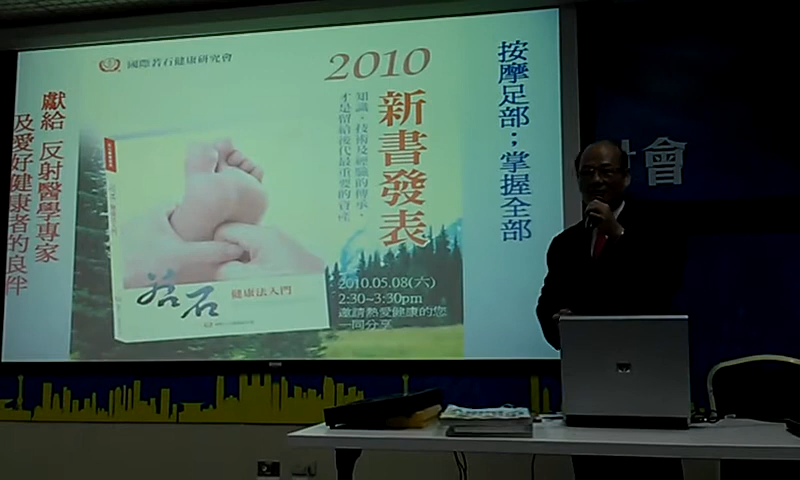 國際若石健康研究會
2010
新書發表
知識、技術及經驗的傳承，
才是留給後代最重要的資產
按摩足部；掌握全部
獻給 反射醫學專家
及愛好健康者的良伴
若石
健康法入門
2010.05.08(六)
2:30~3:30pm
邀請熱愛健康的您
一同分享
會